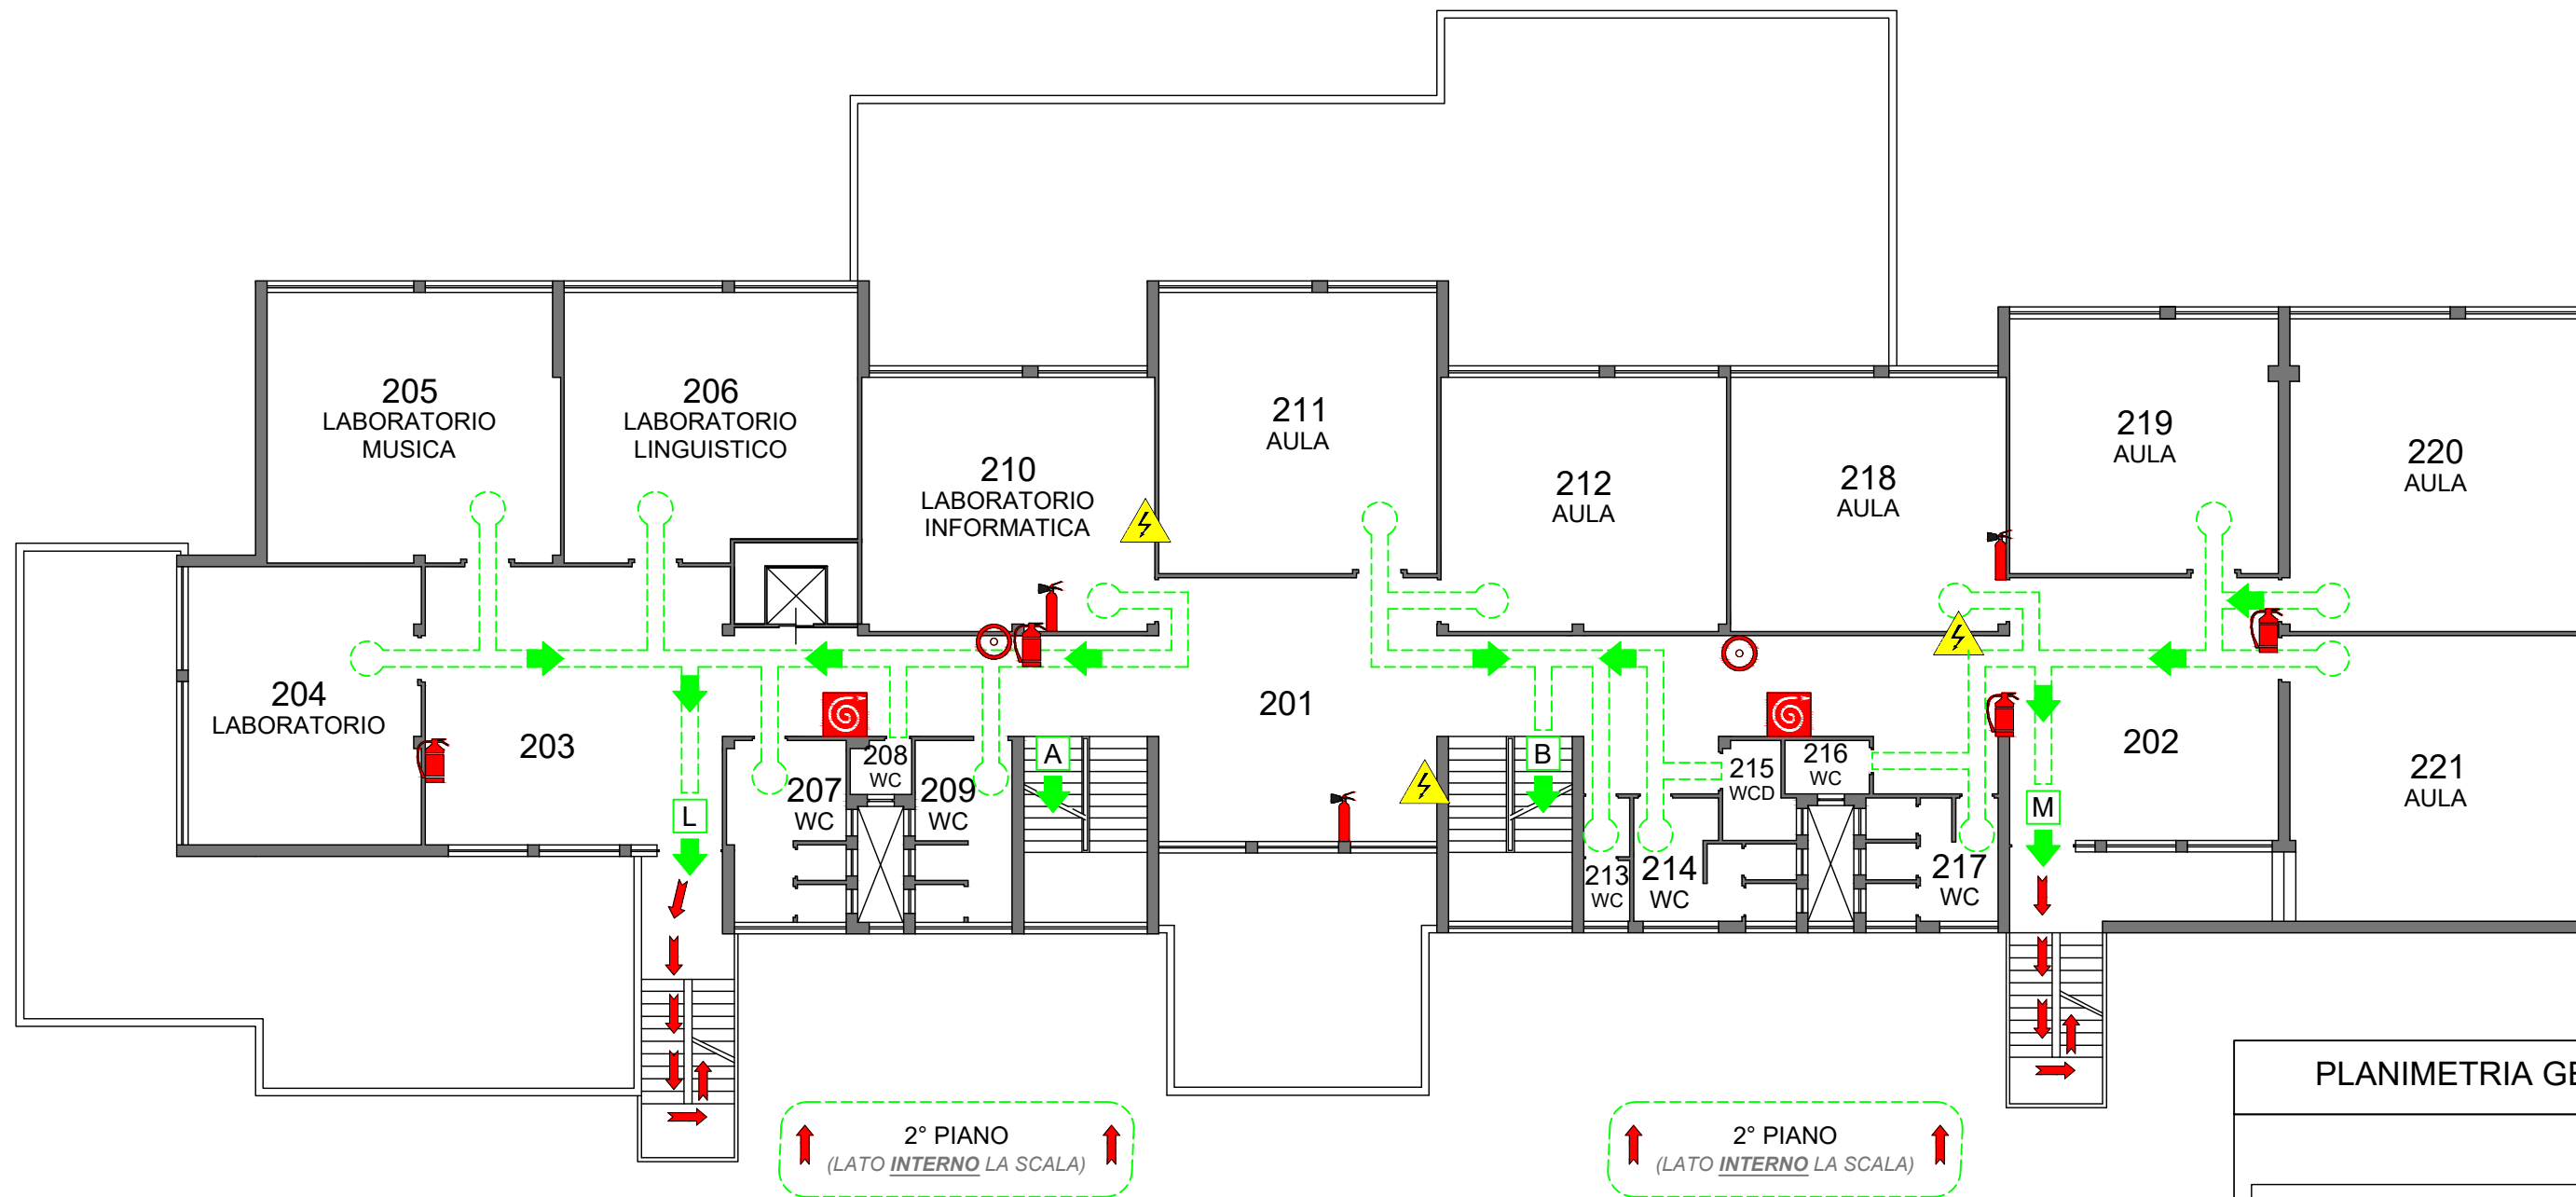 205
LABORATORIO
MUSICA
206
LABORATORIO
LINGUISTICO
210
LABORATORIO
INFORMATICA
211
AULA
212
AULA
218
AULA
219
AULA
220
AULA
204
LABORATORIO
203
L
207
WC
208
WC
209
WC
A
201
B
213
WC
214
WC
215
WCD
216
WC
217
WC
M
202
221
AULA
2° PIANO
(LATO INTERNO LA SCALA)
2° PIANO
(LATO INTERNO LA SCALA)
PLANIMETRIA